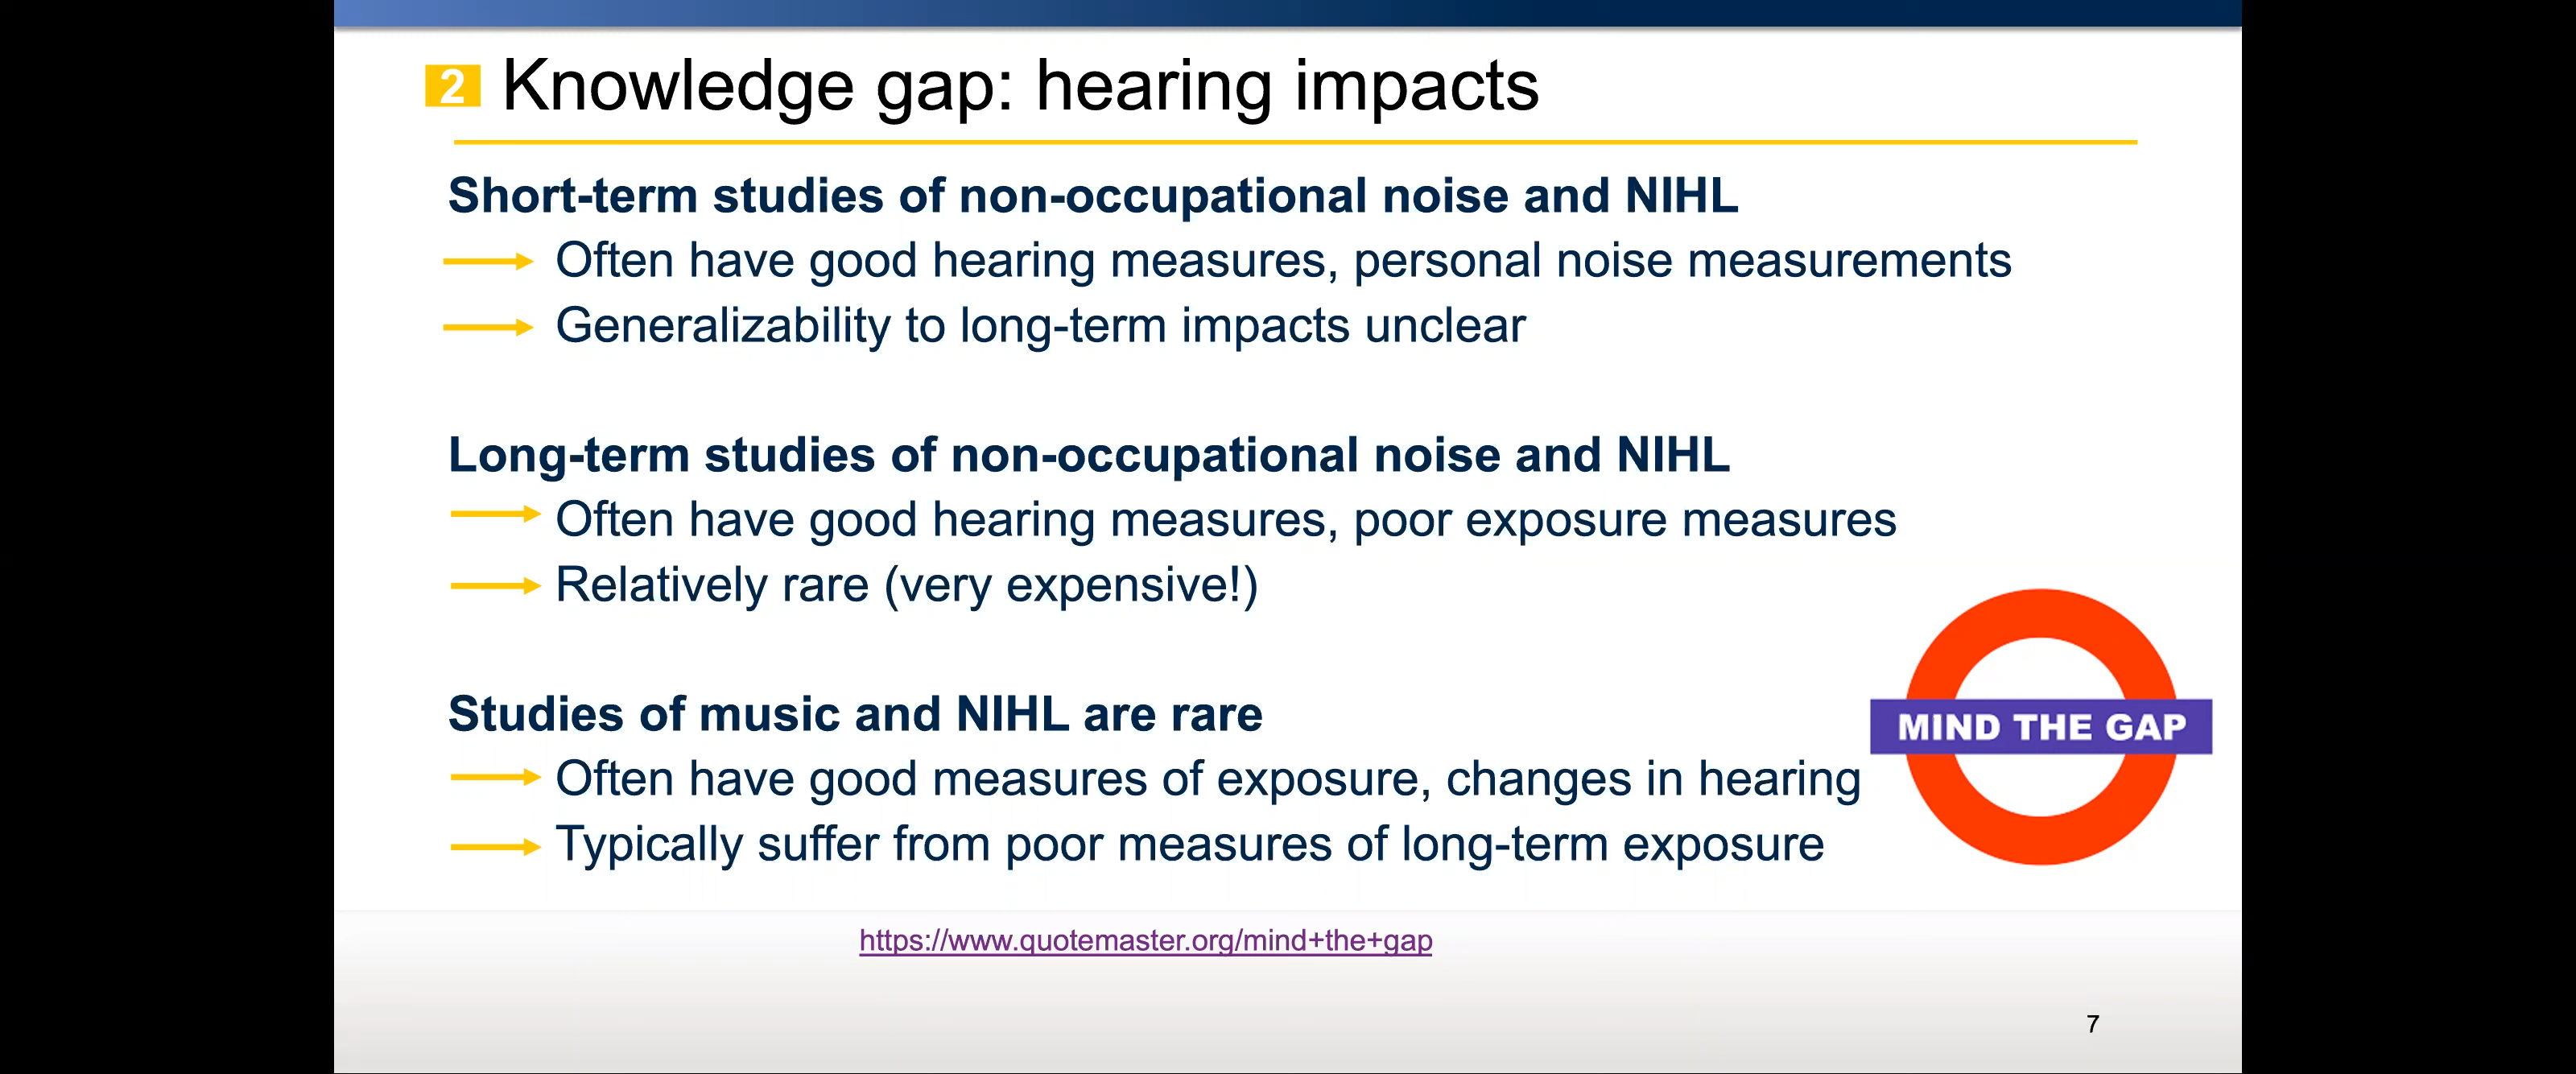 2 Knowledge gap: hearing impacts
Short-term studies of non-occupational noise and NIHL
Often have good hearing measures, personal noise measurements
Generalizability to long-term impacts unclear
Long-term studies of non-occupational noise and NIHL
Often have good hearing measures, poor exposure measures
Relatively rare (very expensive!)
Studies of music and NIHL are rare
Often have good measures of exposure, changes in hearing
Typically suffer from poor measures of long-term exposure
MIND THE GAP
https://www.quotemaster.org/mind+the+gap
7